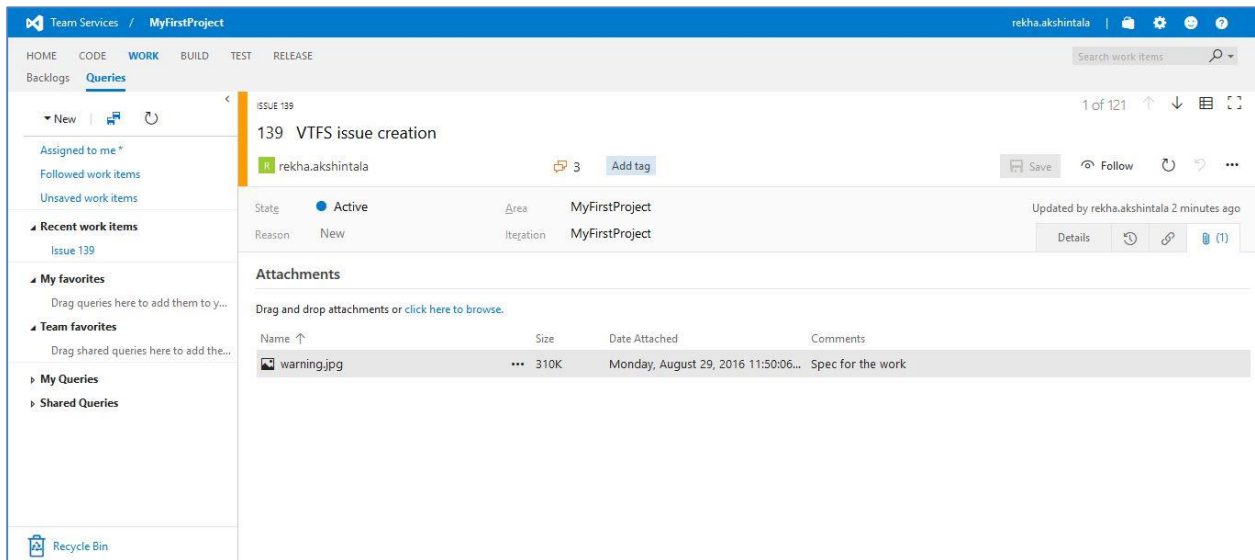 Team Services / MyFirstProject rekha.akshintala |
HOME CODE WORK BUILD TEST RELEASE Search work items
Backlogs Queries
New
Assigned to me *
Followed work items
Unsaved work items
Recent work items
Issue 139
My favorites
Drag queries here to add them to y...
Team favorites
Drag shared queries here to add the...
My Queries
Shared Queries
Recycle Bin
ISSUE 139 1 of 121
139 VTFS issue creation
R rekha.akshintala 3 Add tag Save Follow ...
State Active Area MyFirstProject Updated by rekha.akshintala 2 minutes ago
Reason New Iteration MyFirstProject Details (1)
Attachments
Drag and drop attachments or click here to browse.
Name Size Date Attached Comments
warning.jpg ... 310K Monday, August 29, 2016 11:50:06... Spec for the work